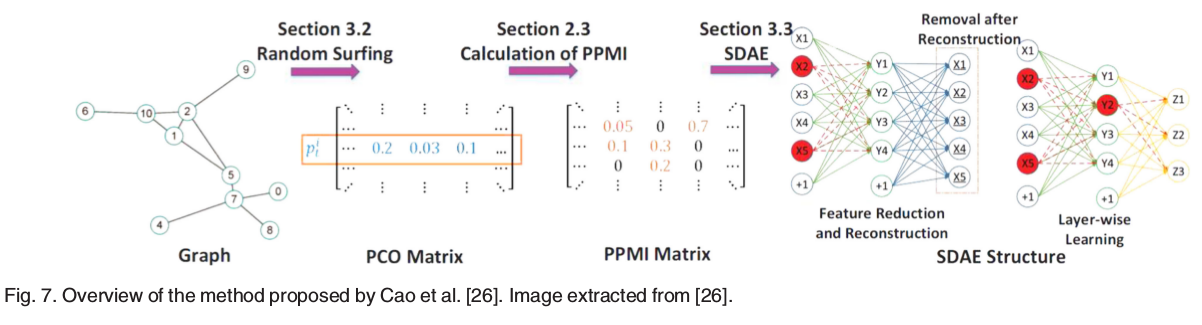 Section 3.2
Random Surfing
Section 2.3
Calculation of PPMI
Section 3.3
SDAE
Removal after
Reconstruction
9
6
10
2
1
5
7
0
4
8
Graph
...
p_t^i ... 0.2 0.03 0.1 ...
PCO Matrix
... 0.05 0 0.7 ...
... 0.1 0.3 0 ...
0 0.2 0
PPMI Matrix
X1
X2
X3
X4
X5
+1
Y1
Y2
Y3
Y4
+1
X1
X2
X3
X4
X5
Feature Reduction
and Reconstruction
X1
X2
X3
X4
X5
+1
Y1
Y2
Y3
Y4
+1
Z1
Z2
Z3
Layer-wise
Learning
SDAE Structure
Fig. 7. Overview of the method proposed by Cao et al. [26]. Image extracted from [26].